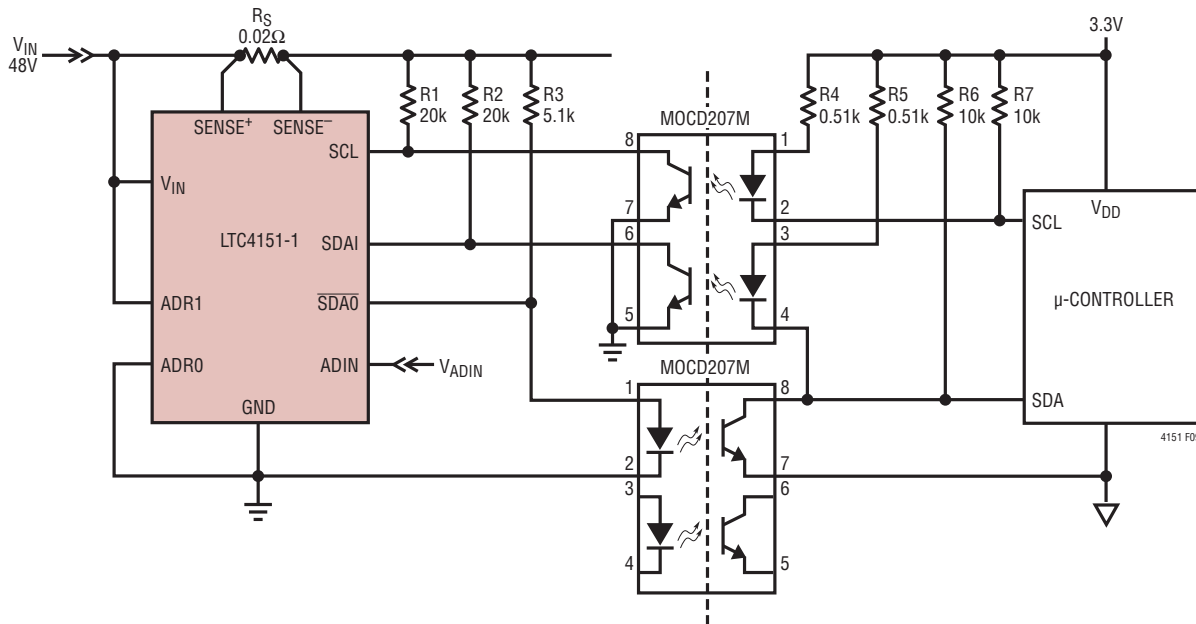 RS
0.02Ω
VIN
48V
3.3V
R1
20k
R2
20k
R3
5.1k
R4
0.51k
R5
0.51k
R6
10k
R7
10k
MOCD207M
SENSE+
SENSE−
SCL
VIN
LTC4151-1
SDAI
SDA0
ADR1
ADR0
ADIN
VADIN
GND
8
7
6
5
1
2
3
4
VDD
SCL
µ-CONTROLLER
SDA
MOCD207M
1
2
3
4
8
7
6
5
4151 F09